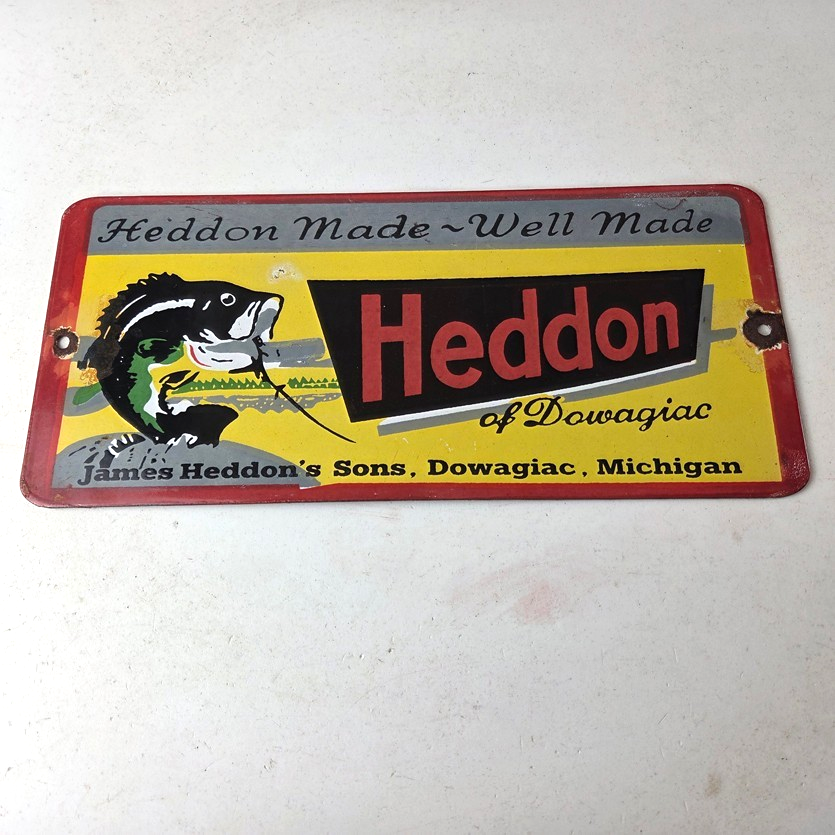 Heddon Made ~ Well Made
Heddon
of Dowagiac
James Heddon's Sons, Dowagiac, Michigan